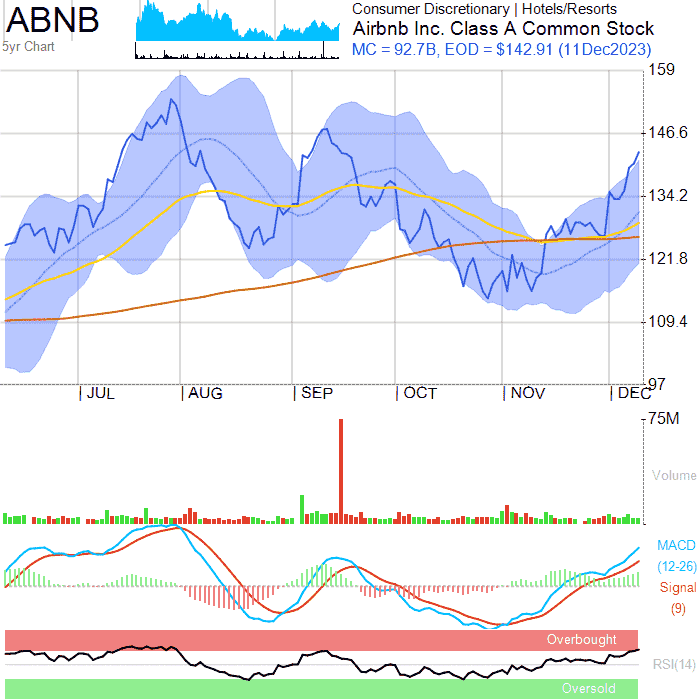 ABNB
5yr Chart
Consumer Discretionary | Hotels/Resorts
Airbnb Inc. Class A Common Stock
MC = 92.7B, EOD = $142.91 (11Dec2023)
159
146.6
134.2
121.8
109.4
97
| JUL | AUG | SEP | OCT | NOV | DEC
75M
Volume
MACD
(12-26)
Signal
(9)
Overbought
RSI(14)
Oversold